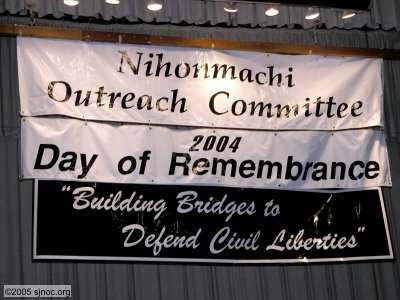 Nihonmachi
Outreach Committee
2004
Day of Remembrance
"Building Bridges to
Defend Civil Liberties"
©2005 sjnoc.org